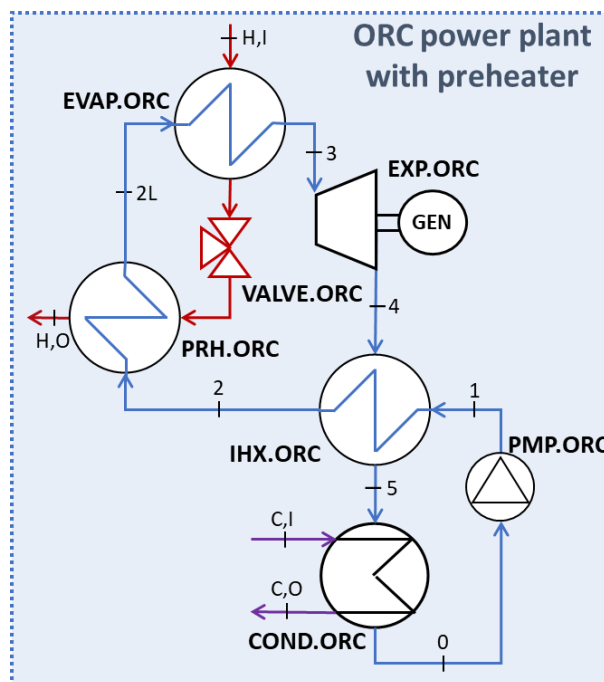 ORC power plant
with preheater
H,I
EVAP.ORC
3
EXP.ORC
2L
GEN
VALVE.ORC
4
H,O
PRH.ORC
2
1
IHX.ORC
PMP.ORC
5
C,I
C,O
COND.ORC
0